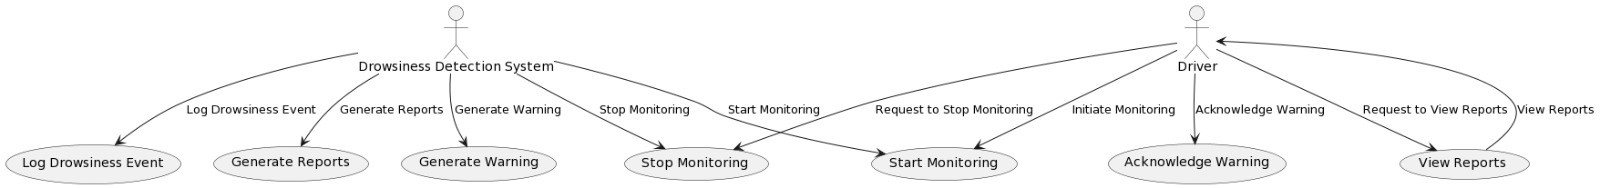 Drowsiness Detection System
Driver
Log Drowsiness Event
Generate Reports
Generate Warning
Stop Monitoring
Start Monitoring
Request to Stop Monitoring
Initiate Monitoring
Acknowledge Warning
Request to View Reports
View Reports
Log Drowsiness Event
Generate Reports
Generate Warning
Stop Monitoring
Start Monitoring
Acknowledge Warning
View Reports